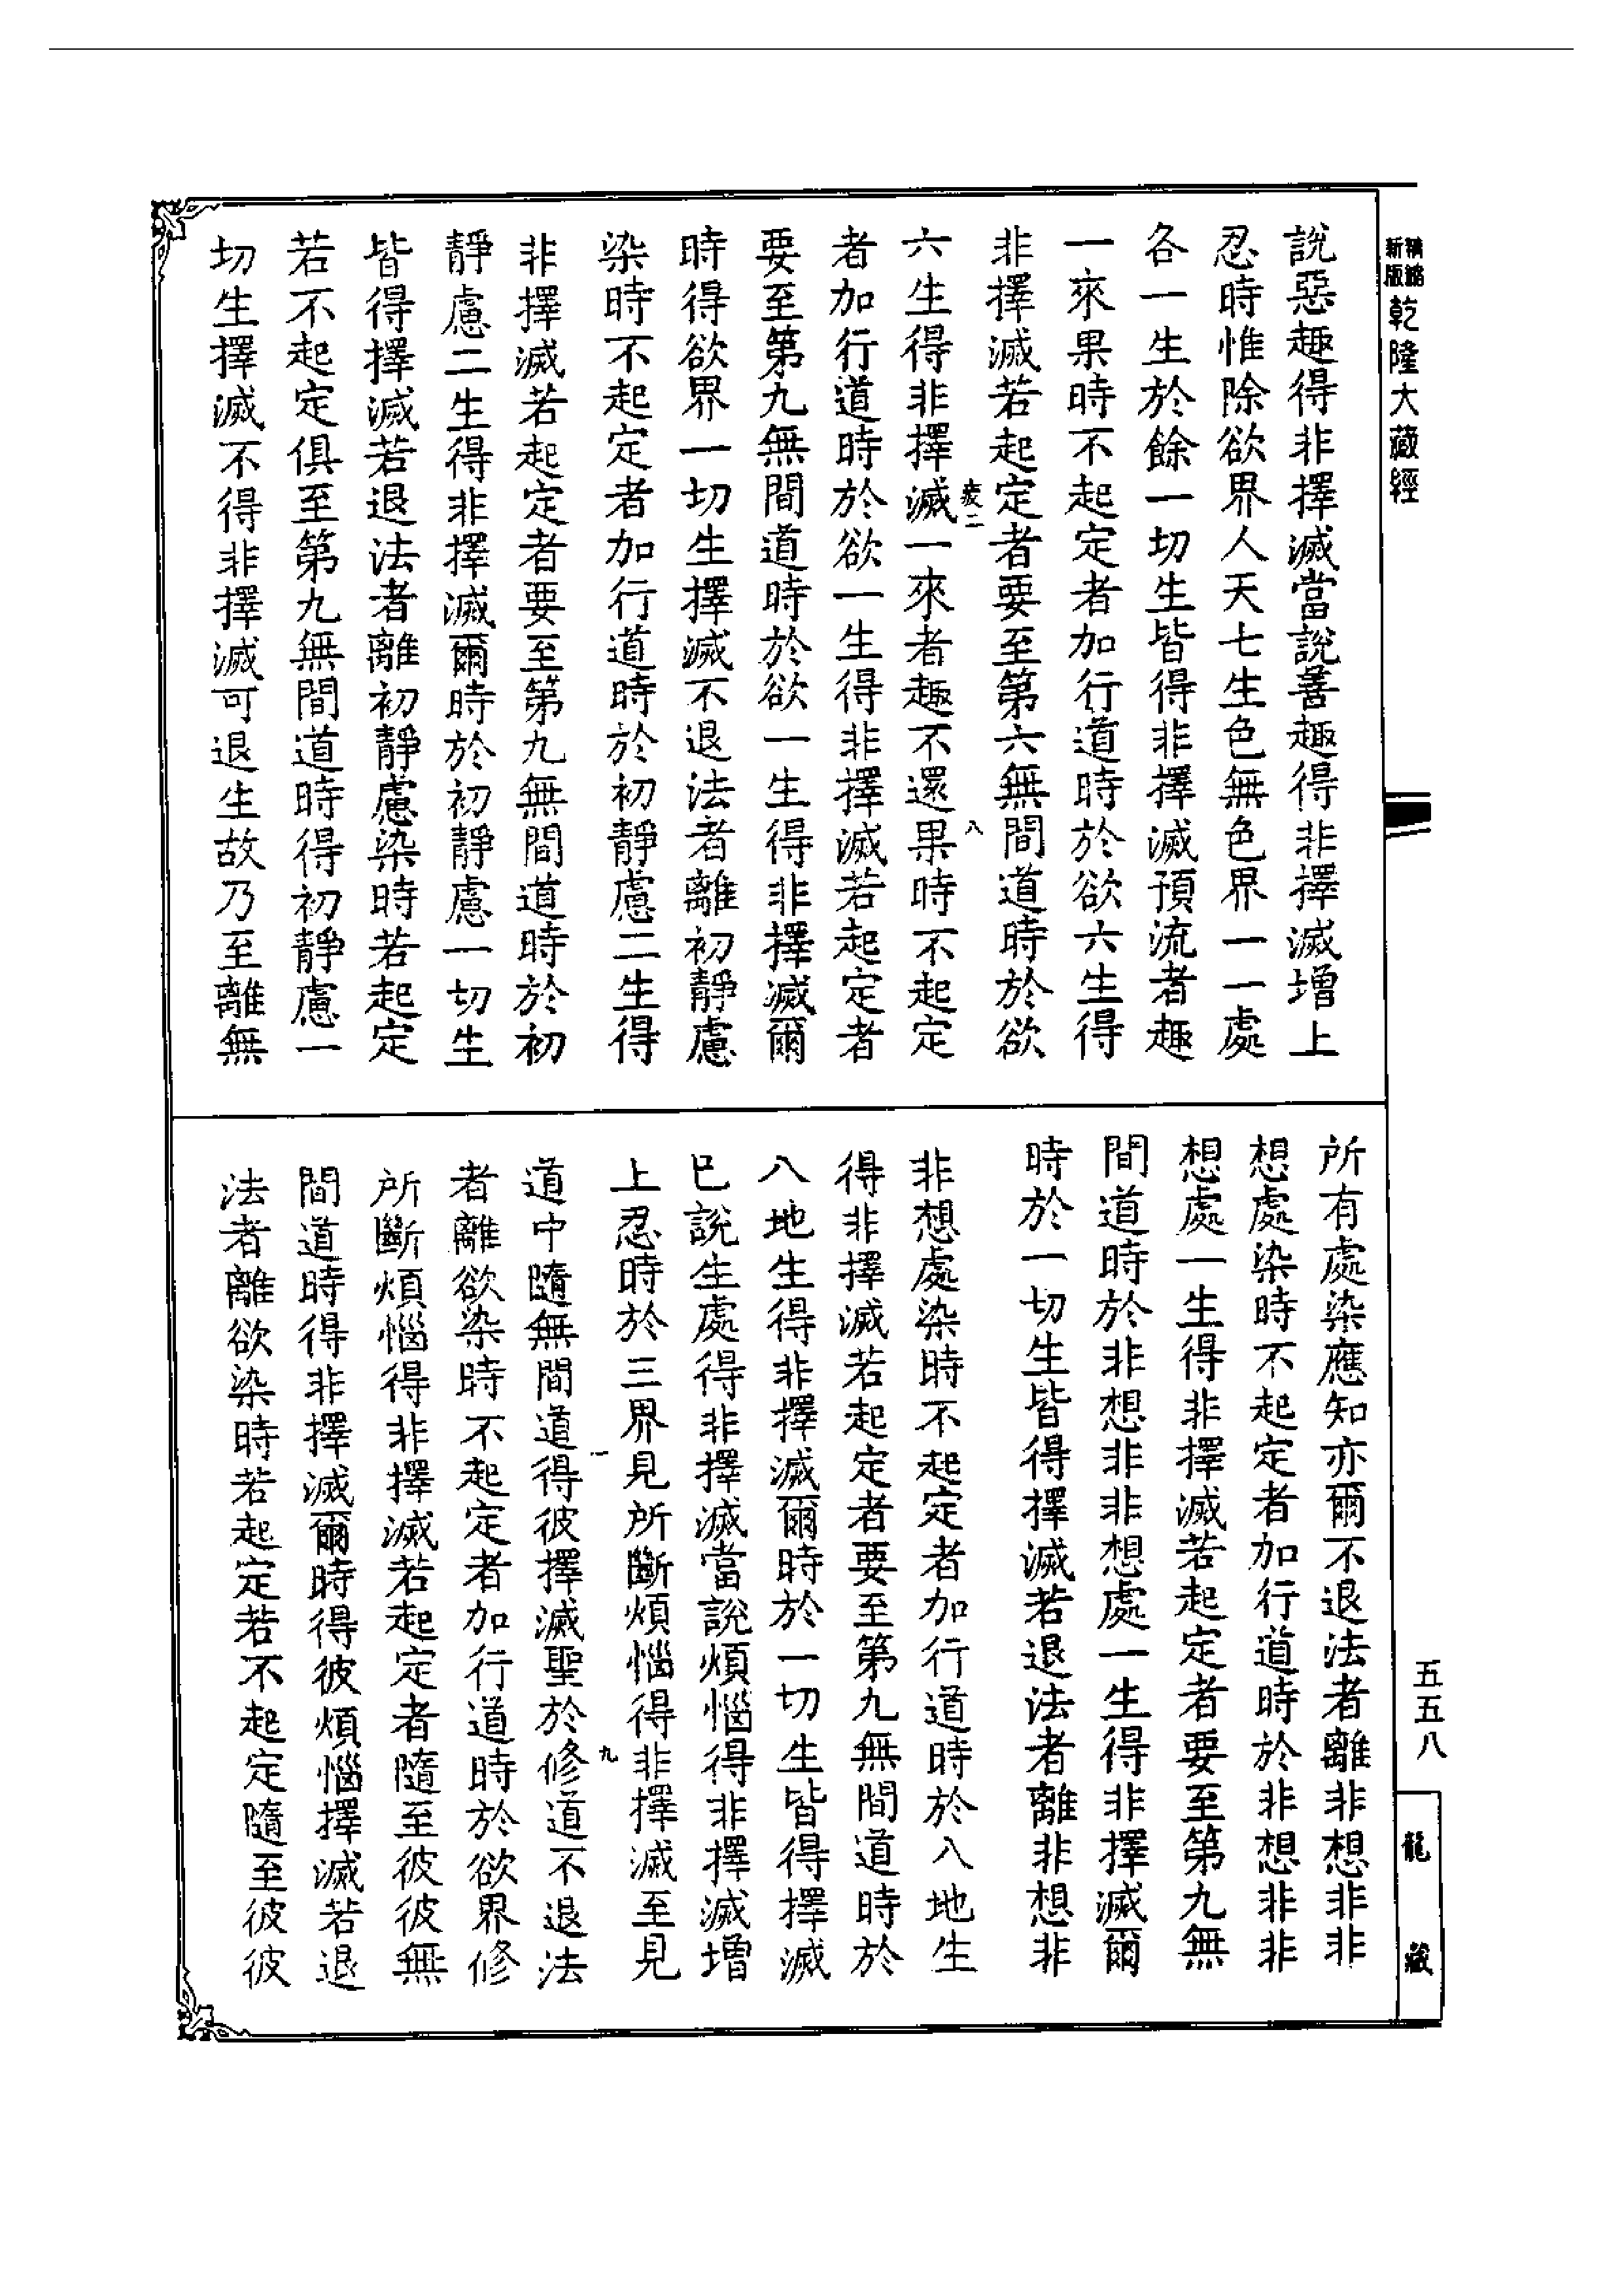 新版精縮乾隆大藏經
說惡趣得非擇滅當說善趣得非擇滅增上
忍時惟除欲界人天七生色無色界一一處
各一生於餘一切生皆得非擇滅預流者趣
一來果時不起定者加行道時於欲六生得
非擇滅若起定者要至第六無間道時於欲
六生得非擇滅一來者趣不還果時不起定
者加行道時於欲一生得非擇滅若起定者
要至第九無間道時於欲一生得非擇滅爾
時得欲界一切生擇滅不退法者離初靜慮
染時不起定者加行道時於初靜慮二生得
非擇滅若起定者要至第九無間道時於初
靜慮二生得非擇滅爾時於初靜慮一切生
皆得擇滅若退法者離初靜慮染時若起定
若不起定俱至第九無間道時得初靜慮一
切生擇滅不得非擇滅可退生故乃至離無
所有處染應知亦爾不退法者離非想非非
想處染時不起定者加行道時於非想非非
想處一生得非擇滅若起定者要至第九無
間道時於非想非非想處一生得非擇滅爾
時於一切生皆得擇滅若退法者離非想非
非想處染時不起定者加行道時於八地生
得非擇滅若起定者要至第九無間道時於
八地生得非擇滅爾時於一切生皆得擇滅
已說生處得非擇滅當說煩惱得非擇滅增
上忍時於三界見所斷煩惱得非擇滅至見
道中隨無間道得彼擇滅聖於修道不退法
者離欲染時不起定者加行道時於欲界修
所斷煩惱得非擇滅若起定者隨至彼彼無
間道時得非擇滅爾時得彼煩惱擇滅若退
法者離欲染時若起定若不起定隨至彼彼
五五八
龍藏